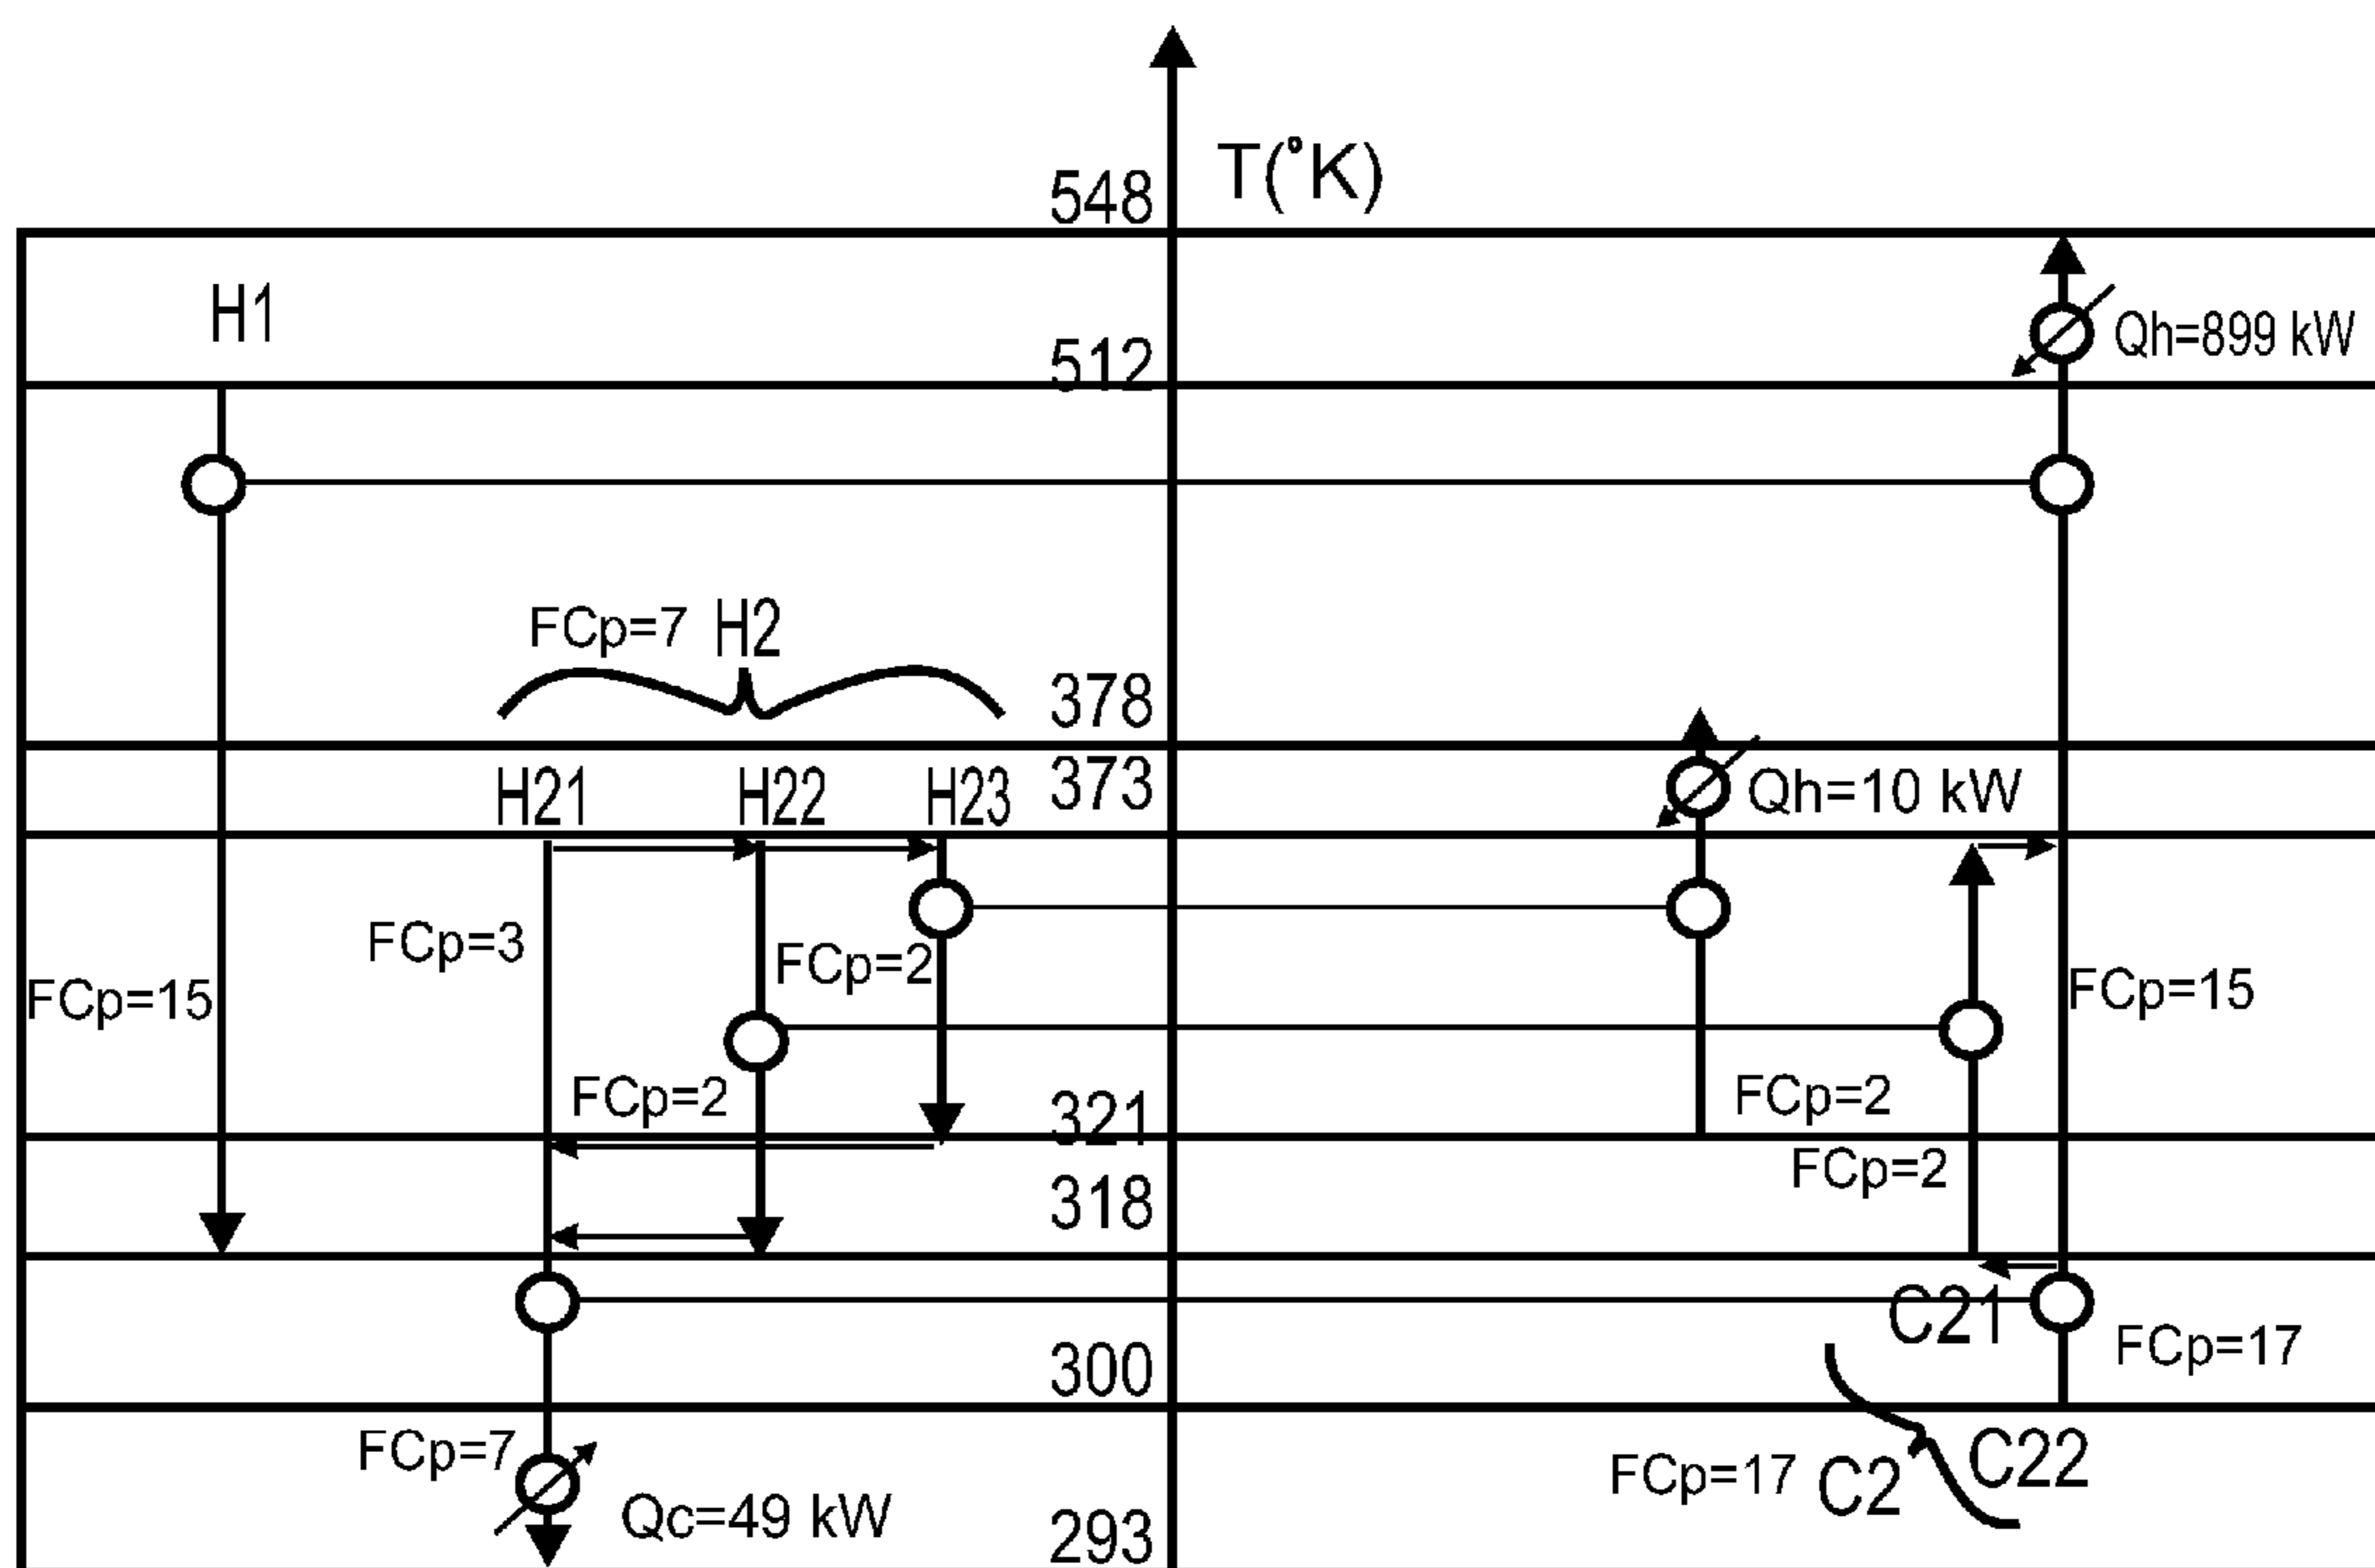 T(°K)
548
H1
Qh=899 kW
512
FCp=7
H2
378
373
H21
H22
H23
Qh=10 kW
FCp=3
FCp=2
FCp=15
FCp=15
FCp=2
321
FCp=2
FCp=2
318
C21
FCp=17
300
FCp=7
C22
FCp=17
C2
Qc=49 kW
293